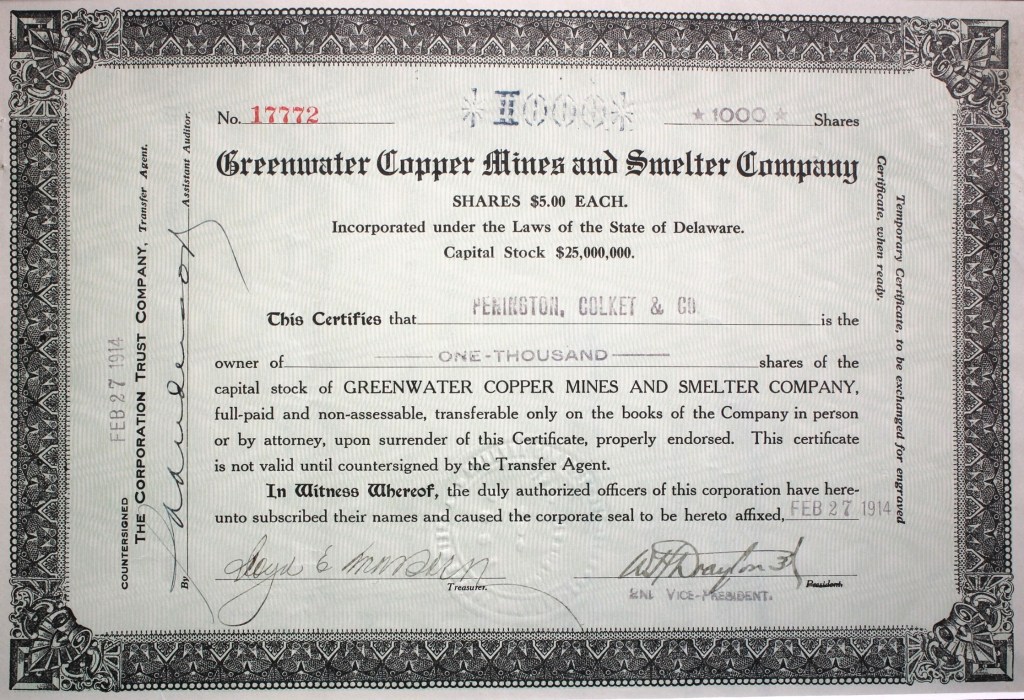 No. 17772 *1000* * 1000 * Shares
Greenwater Copper Mines and Smelter Company
SHARES $5.00 EACH.
Incorporated under the Laws of the State of Delaware.
Capital Stock $25,000,000.
This Certifies that PENINGTON, COLKET & CO. is the
owner of ONE-THOUSAND shares of the
capital stock of GREENWATER COPPER MINES AND SMELTER COMPANY,
full-paid and non-assessable, transferable only on the books of the Company in person
or by attorney, upon surrender of this Certificate, properly endorsed. This certificate
is not valid until countersigned by the Transfer Agent.
In Witness Whereof, the duly authorized officers of this corporation have here-
unto subscribed their names and caused the corporate seal to be hereto affixed, FEB 27 1914
Treasurer. President.
VICE-PRESIDENT.
FEB 27 1914
COUNTERSIGNED
THE CORPORATION TRUST COMPANY, Transfer Agent.
By Assistant Auditor.
Temporary Certificate, to be exchanged for engraved
Certificate, when ready.